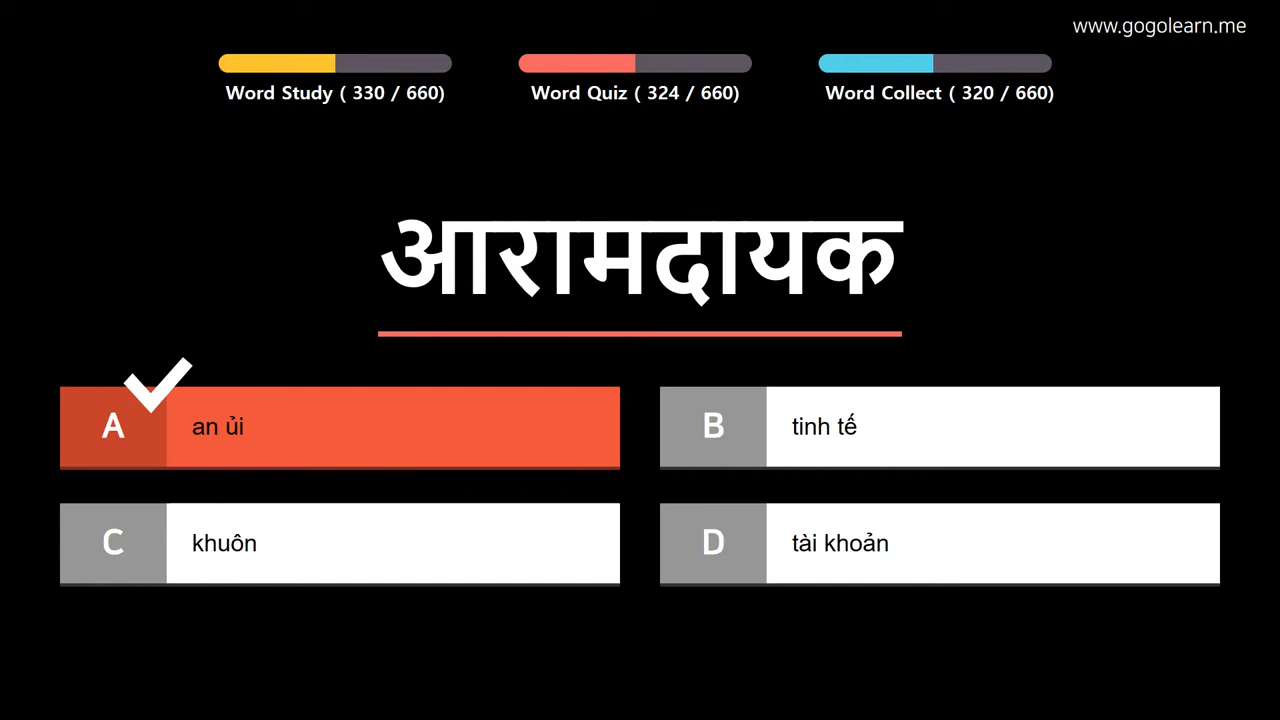 www.gogolearn.me
Word Study ( 330 / 660)
Word Quiz ( 324 / 660)
Word Collect ( 320 / 660)
आरामदायक
A
an ủi
B
tinh tế
C
khuôn
D
tài khoản